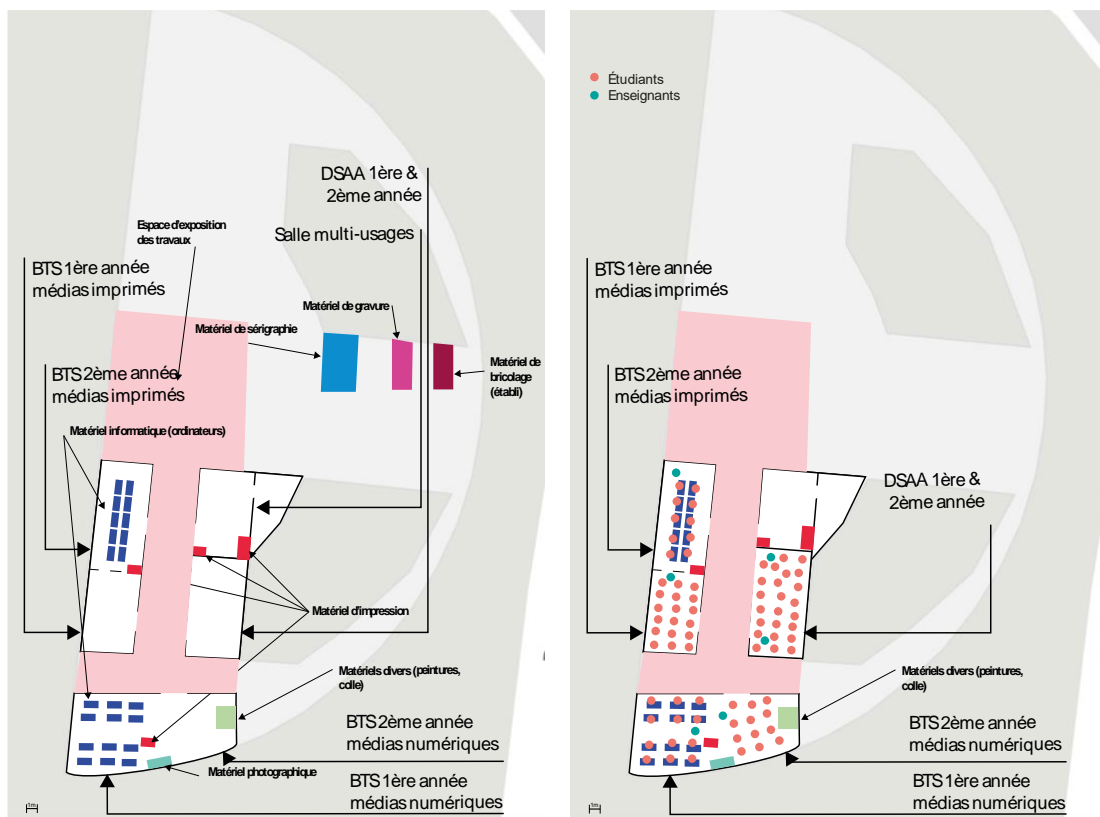 DSAA 1ère &
2ème année
Espace d'exposition
des travaux
Salle multi-usages
BTS 1ère année
médias imprimés
Matériel de gravure
Matériel de sérigraphie
Matériel de
bricolage
(établi)
BTS 2ème année
médias imprimés
Matériel informatique (ordinateurs)
Matériel d'impression
Matériels divers (peintures,
colle)
BTS 2ème année
médias numériques
Matériel photographique
BTS 1ère année
médias numériques
1m
Étudiants
Enseignants
BTS 1ère année
médias imprimés
BTS 2ème année
médias imprimés
DSAA 1ère &
2ème année
Matériels divers (peintures,
colle)
BTS 2ème année
médias numériques
BTS 1ère année
médias numériques
1m